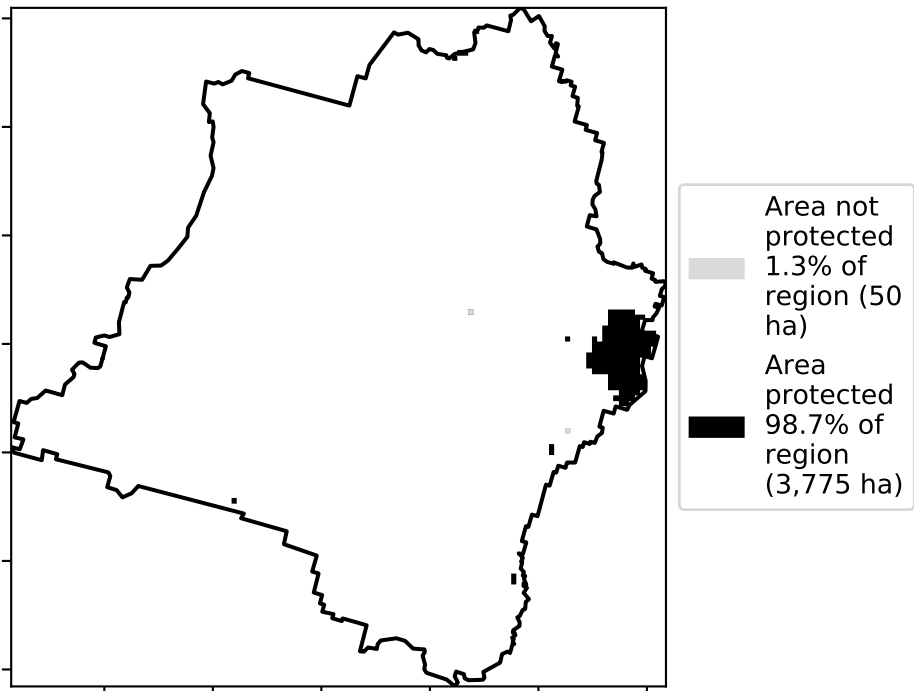 Area not
protected
1.3% of
region (50
ha)
Area
protected
98.7% of
region
(3,775 ha)